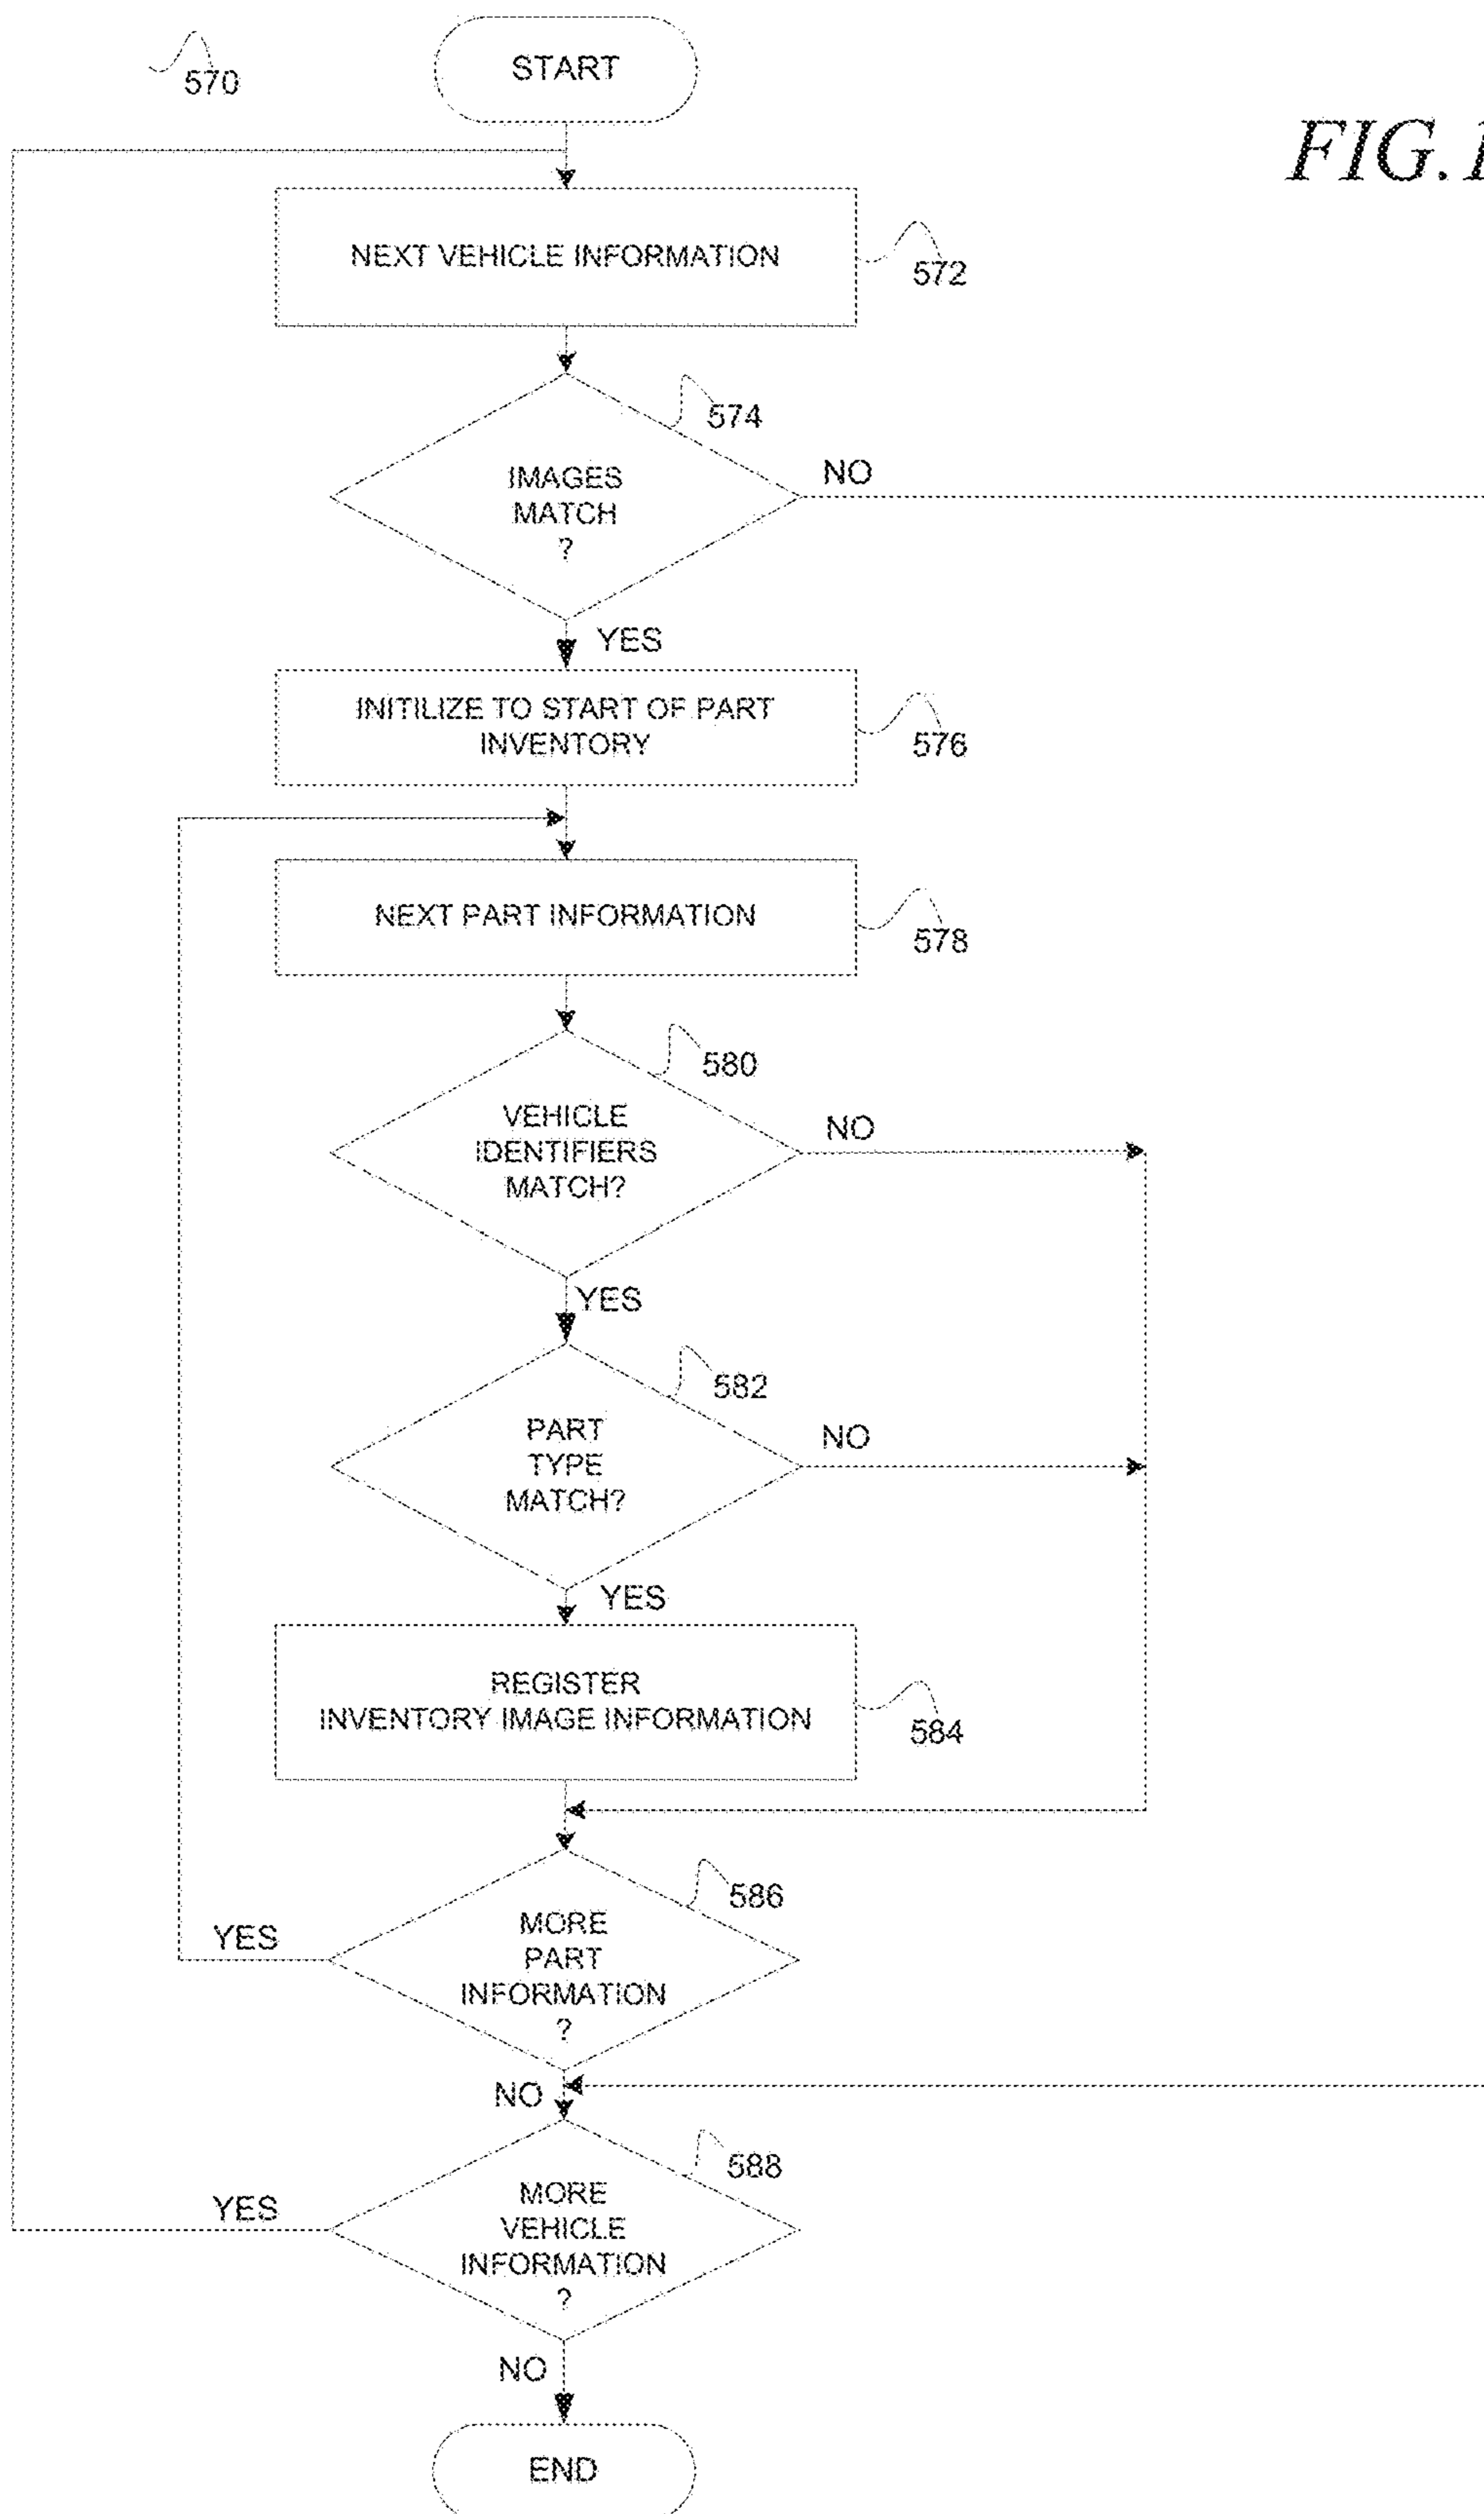 570
START
FIG.1
NEXT VEHICLE INFORMATION
572
574
IMAGES
MATCH
?
NO
YES
INITILIZE TO START OF PART
INVENTORY
576
NEXT PART INFORMATION
578
580
VEHICLE
IDENTIFIERS
MATCH?
NO
YES
582
PART
TYPE
MATCH?
NO
YES
REGISTER
INVENTORY IMAGE INFORMATION
584
586
MORE
PART
INFORMATION
?
YES
NO
588
MORE
VEHICLE
INFORMATION
?
YES
NO
END